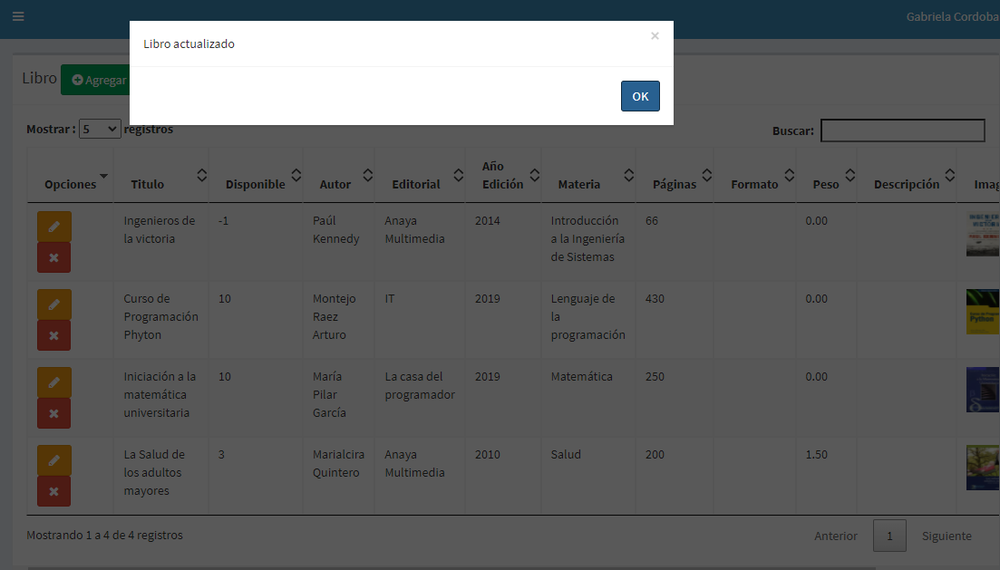 Gabriela Cordoba
Libro actualizado
×
OK
Libro Agregar
Mostrar : 5 registros
Buscar:
Opciones Titulo Disponible Autor Editorial Año Edición Materia Páginas Formato Peso Descripción Imag
Ingenieros de la victoria -1 Paúl Kennedy Anaya Multimedia 2014 Introducción a la Ingeniería de Sistemas 66 0.00
Curso de Programación Phyton 10 Montejo Raez Arturo IT 2019 Lenguaje de la programación 430 0.00
Python
Iniciación a la matemática universitaria 10 María Pilar García La casa del programador 2019 Matemática 250 0.00
La Salud de los adultos mayores 3 Marialcira Quintero Anaya Multimedia 2010 Salud 200 1.50
Mostrando 1 a 4 de 4 registros
Anterior 1 Siguiente